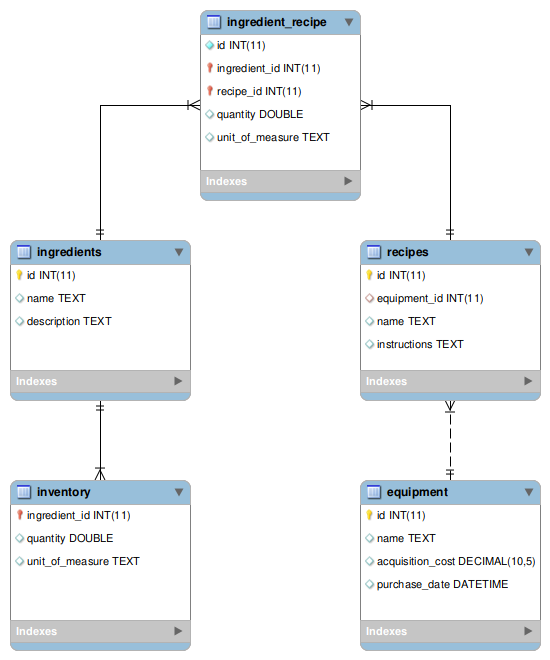 ingredient_recipe
id INT(11)
ingredient_id INT(11)
recipe_id INT(11)
quantity DOUBLE
unit_of_measure TEXT
Indexes
ingredients
id INT(11)
name TEXT
description TEXT
Indexes
recipes
id INT(11)
equipment_id INT(11)
name TEXT
instructions TEXT
Indexes
inventory
ingredient_id INT(11)
quantity DOUBLE
unit_of_measure TEXT
Indexes
equipment
id INT(11)
name TEXT
acquisition_cost DECIMAL(10,5)
purchase_date DATETIME
Indexes